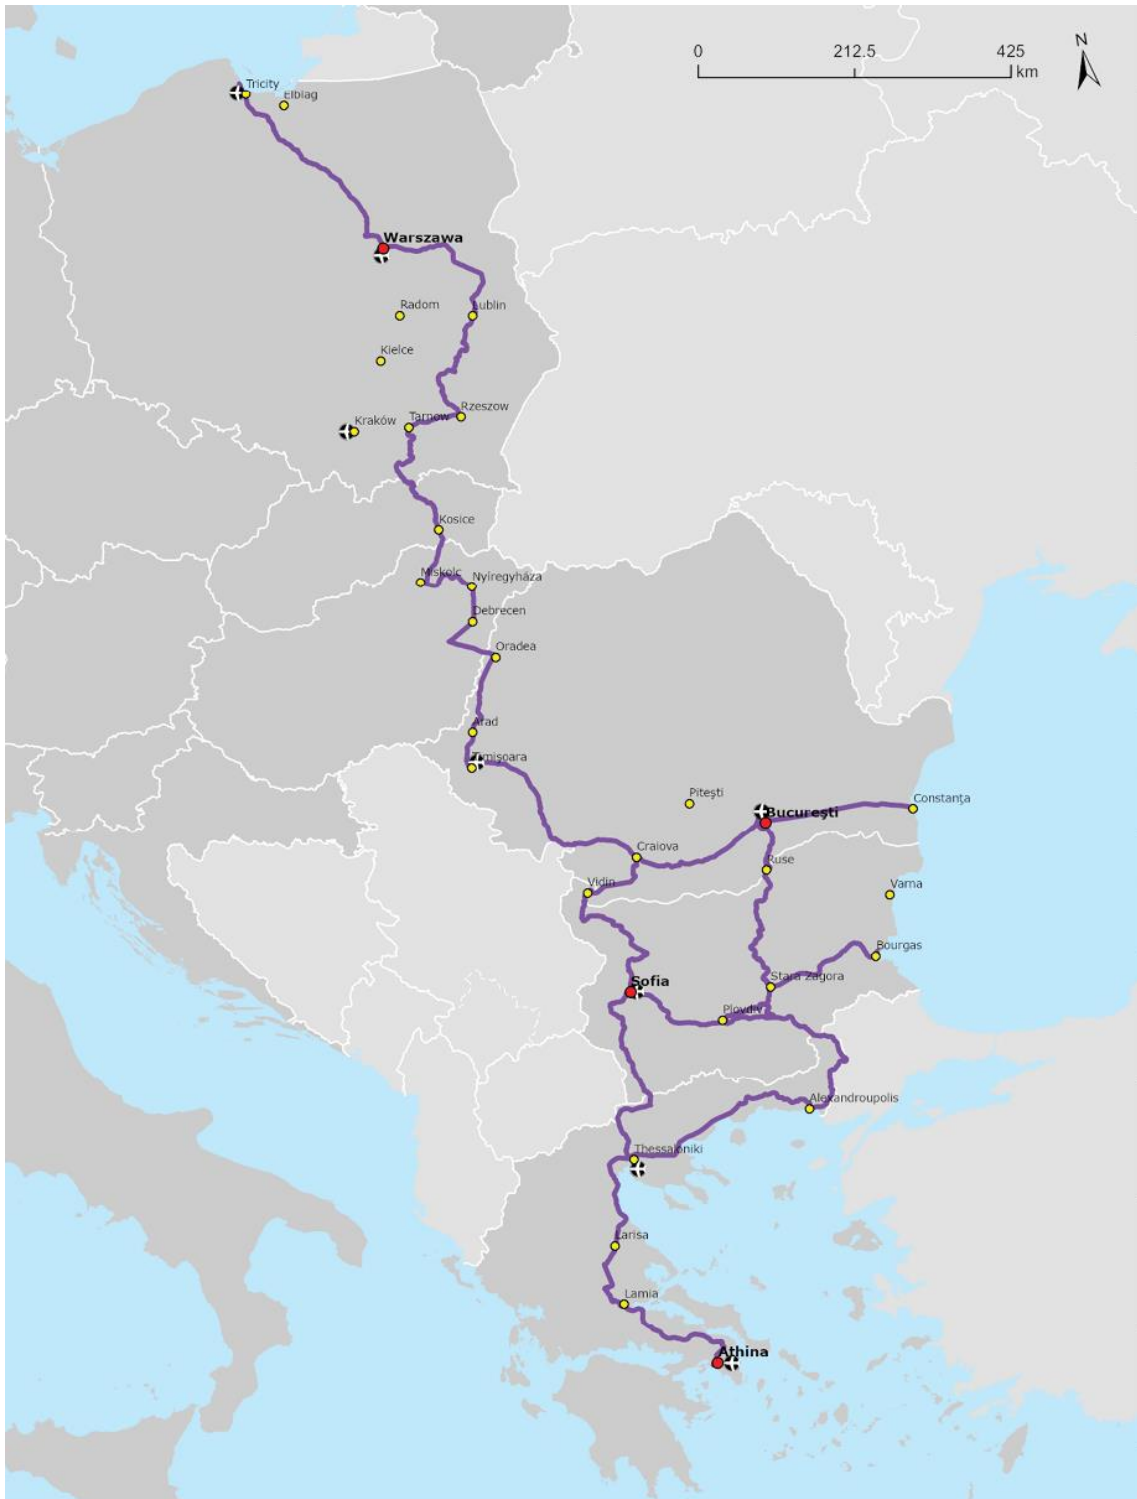 N
0 212.5 425
km
Tricity
Elblag
Warszawa
Radom
Lublin
Kielce
Rzeszow
Tarnow
Kraków
Kosice
Miskolc
Nyíregyháza
Debrecen
Oradea
Arad
Timişoara
Piteşti
Constanţa
Bucureşti
Craiova
Ruse
Vidin
Varna
Bourgas
Stara Zagora
Sofia
Plovdiv
Alexandroupolis
Thessaloniki
Larisa
Lamia
Athina